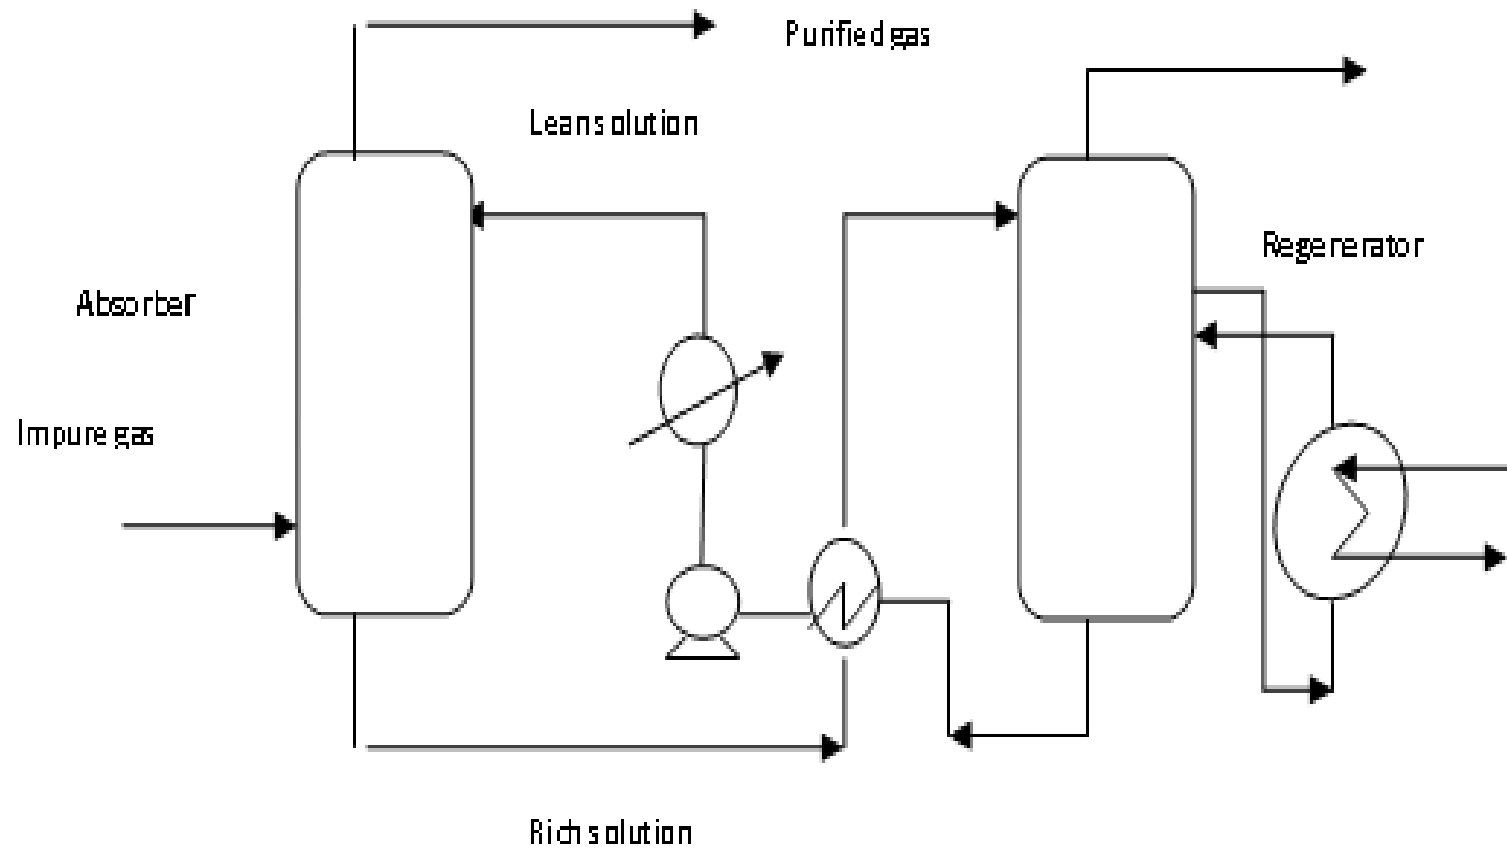 Purified gas
Lean solution
Regenerator
Absorber
Impure gas
Rich solution